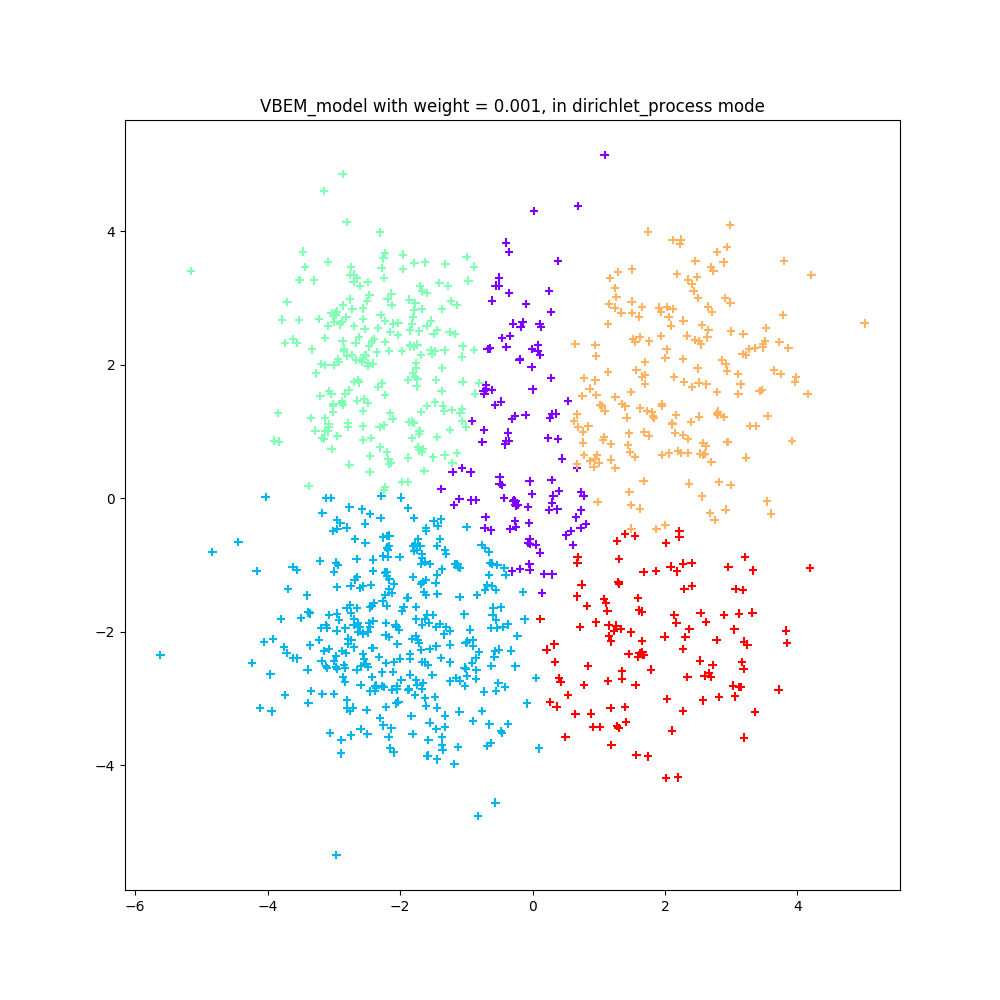 VBEM_model with weight = 0.001, in dirichlet_process mode
4
2
0
−2
−4
−6 −4 −2 0 2 4